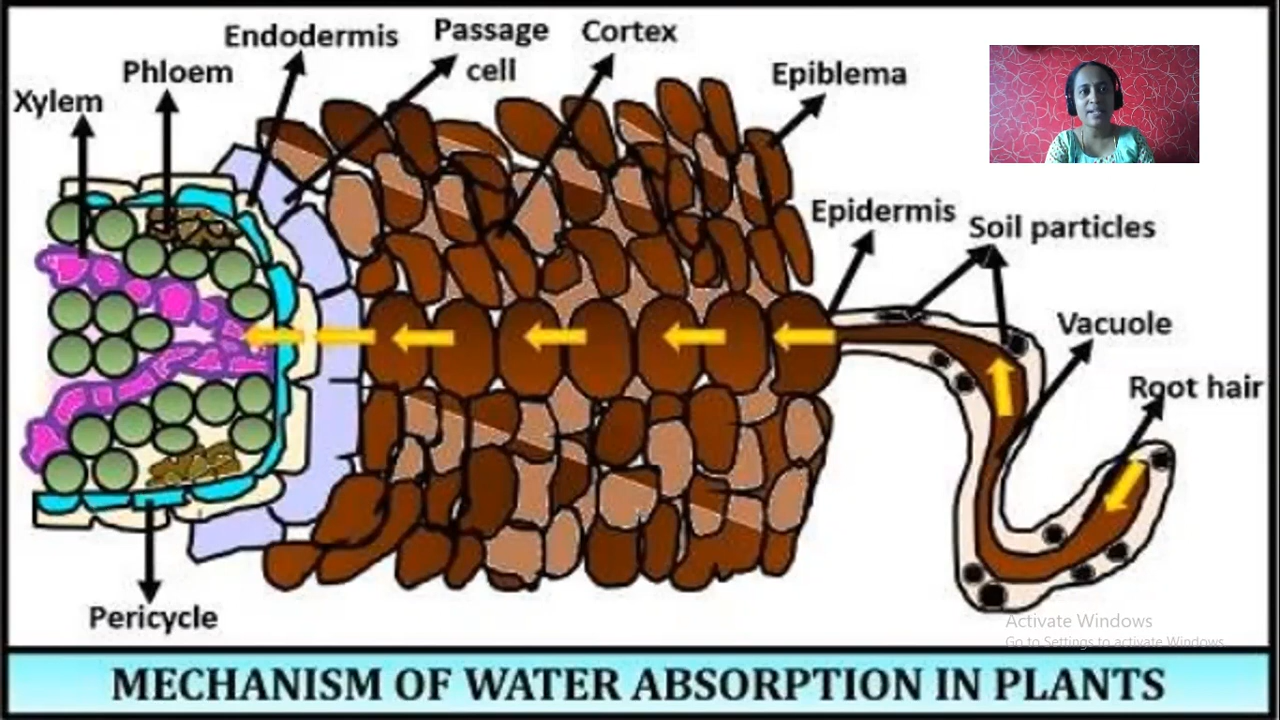 Endodermis
Passage
cell
Cortex
Phloem
Epiblema
Xylem
Epidermis
Soil particles
Vacuole
Root hair
Pericycle
Activate Windows
Go to Settings to activate Windows.
MECHANISM OF WATER ABSORPTION IN PLANTS